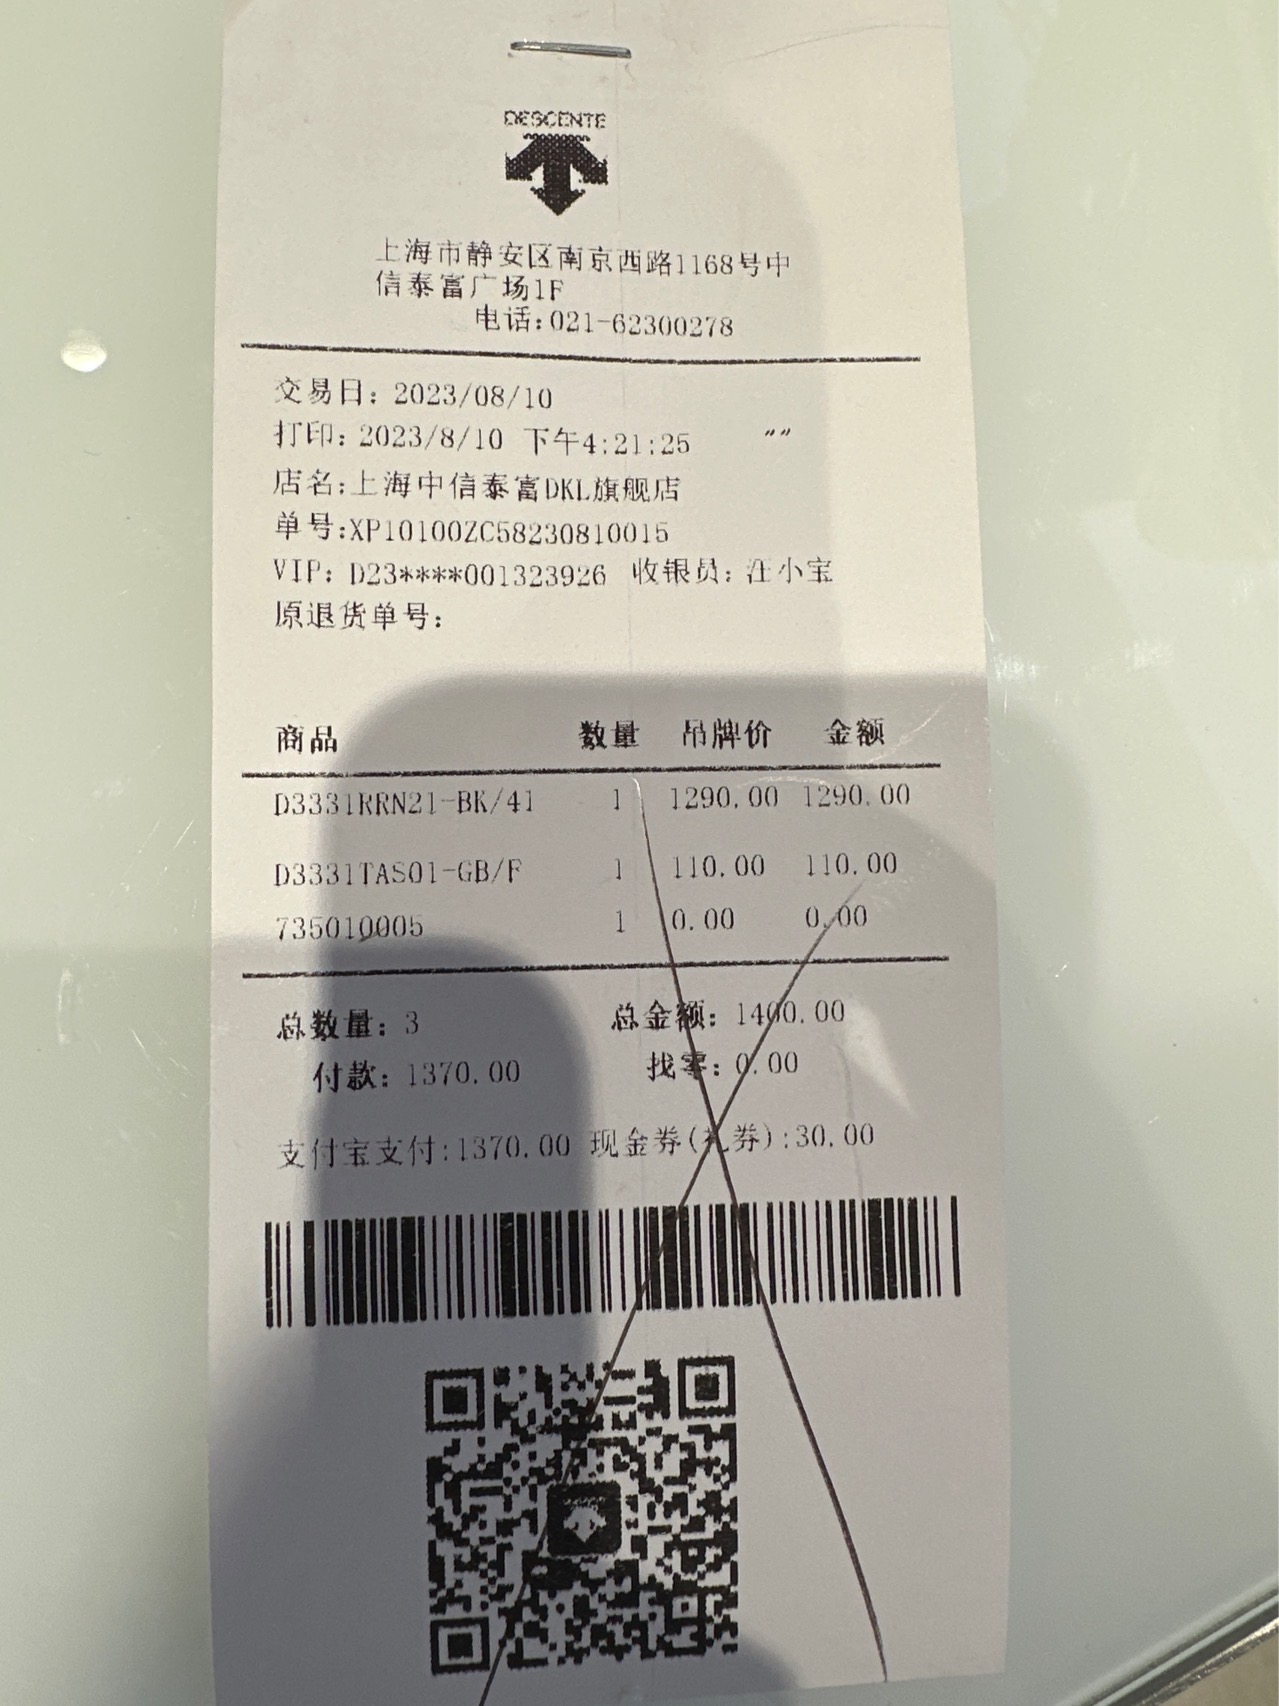 DESCENTE
上海市静安区南京西路1168号中
信泰富广场1F
电话:021-62300278
交易日: 2023/08/10
打印: 2023/8/10 下午4:21:25 ""
店名:上海中信泰富DKL旗舰店
单号:XP10100ZC58230810015
VIP: D23****001323926 收银员: 汪小宝
原退货单号:
商品 数量 吊牌价 金额
D3331RRN21-BK/41 1 1290.00 1290.00
D3331TAS01-GB/F 1 110.00 110.00
735010005 1 0.00 0.00
总数量: 3 总金额: 1400.00
付款: 1370.00 找零: 0.00
支付宝支付:1370.00 现金券(礼券):30.00